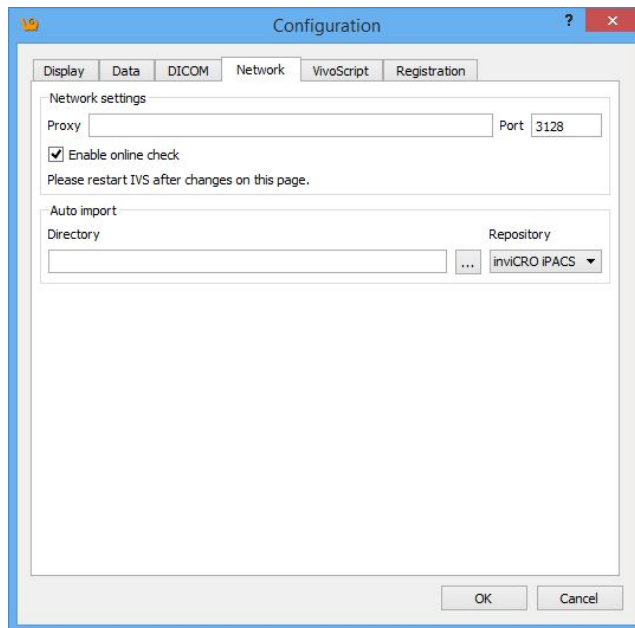 Configuration
?
×
Display Data DICOM Network VivoScript Registration
Network settings
Proxy Port 3128
Enable online check
Please restart IVS after changes on this page.
Auto import
Directory Repository
... inviCRO iPACS
OK Cancel